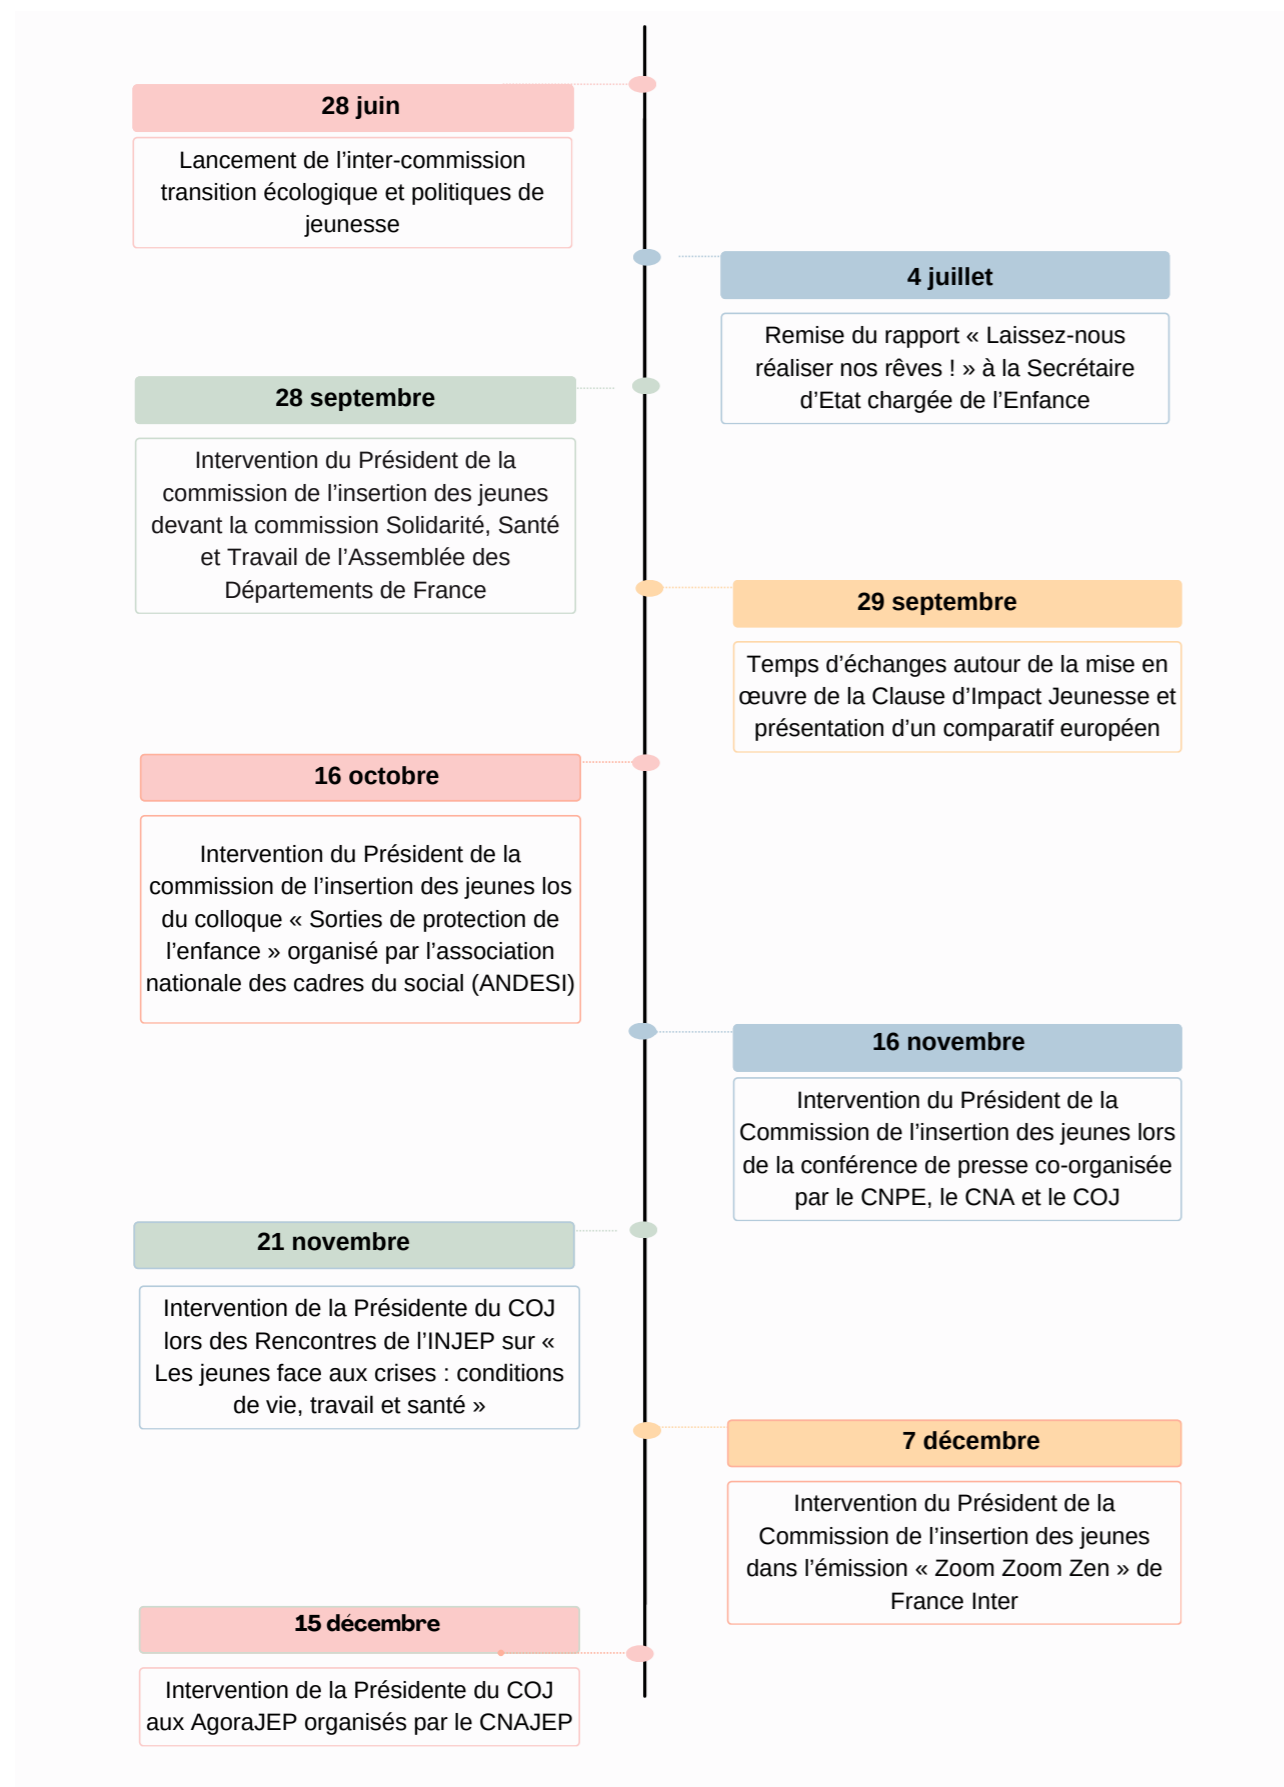 28 juin
Lancement de l’inter-commission
transition écologique et politiques de
jeunesse
4 juillet
Remise du rapport « Laissez-nous
réaliser nos rêves ! » à la Secrétaire
d’Etat chargée de l’Enfance
28 septembre
Intervention du Président de la
commission de l’insertion des jeunes
devant la commission Solidarité, Santé
et Travail de l’Assemblée des
Départements de France
29 septembre
Temps d’échanges autour de la mise en
œuvre de la Clause d’Impact Jeunesse et
présentation d’un comparatif européen
16 octobre
Intervention du Président de la
commission de l’insertion des jeunes los
du colloque « Sorties de protection de
l’enfance » organisé par l’association
nationale des cadres du social (ANDESI)
16 novembre
Intervention du Président de la
Commission de l’insertion des jeunes lors
de la conférence de presse co-organisée
par le CNPE, le CNA et le COJ
21 novembre
Intervention de la Présidente du COJ
lors des Rencontres de l’INJEP sur «
Les jeunes face aux crises : conditions
de vie, travail et santé »
7 décembre
Intervention du Président de la
Commission de l’insertion des jeunes
dans l’émission « Zoom Zoom Zen » de
France Inter
15 décembre
Intervention de la Présidente du COJ
aux AgoraJEP organisés par le CNAJEP